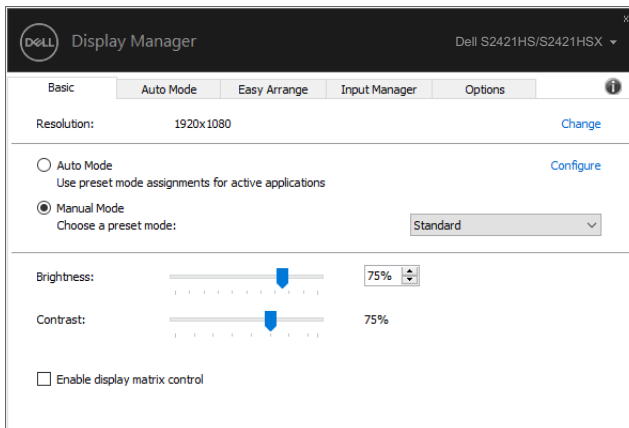 x
DELL Display Manager Dell S2421HS/S2421HSX
Basic Auto Mode Easy Arrange Input Manager Options i
Resolution: 1920x1080 Change
Auto Mode Configure
Use preset mode assignments for active applications
Manual Mode
Choose a preset mode: Standard
Brightness: 75%
Contrast: 75%
Enable display matrix control